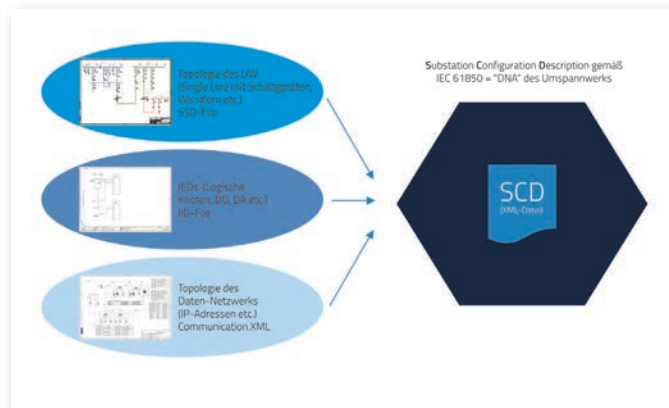 Topologie des UW
(Single Line mit Schaltgeräten,
Wandlern etc.)
SSD-File
IEDs, (Logische
Knoten, DO, DA etc.)
IID-File
Topologie des
Daten-Netzwerks
(IP-Adressen etc.)
Communication.XML
Substation Configuration Description gemäß
IEC 61850 = "DNA" des Umspannwerks
SCD
(XML-Datei)